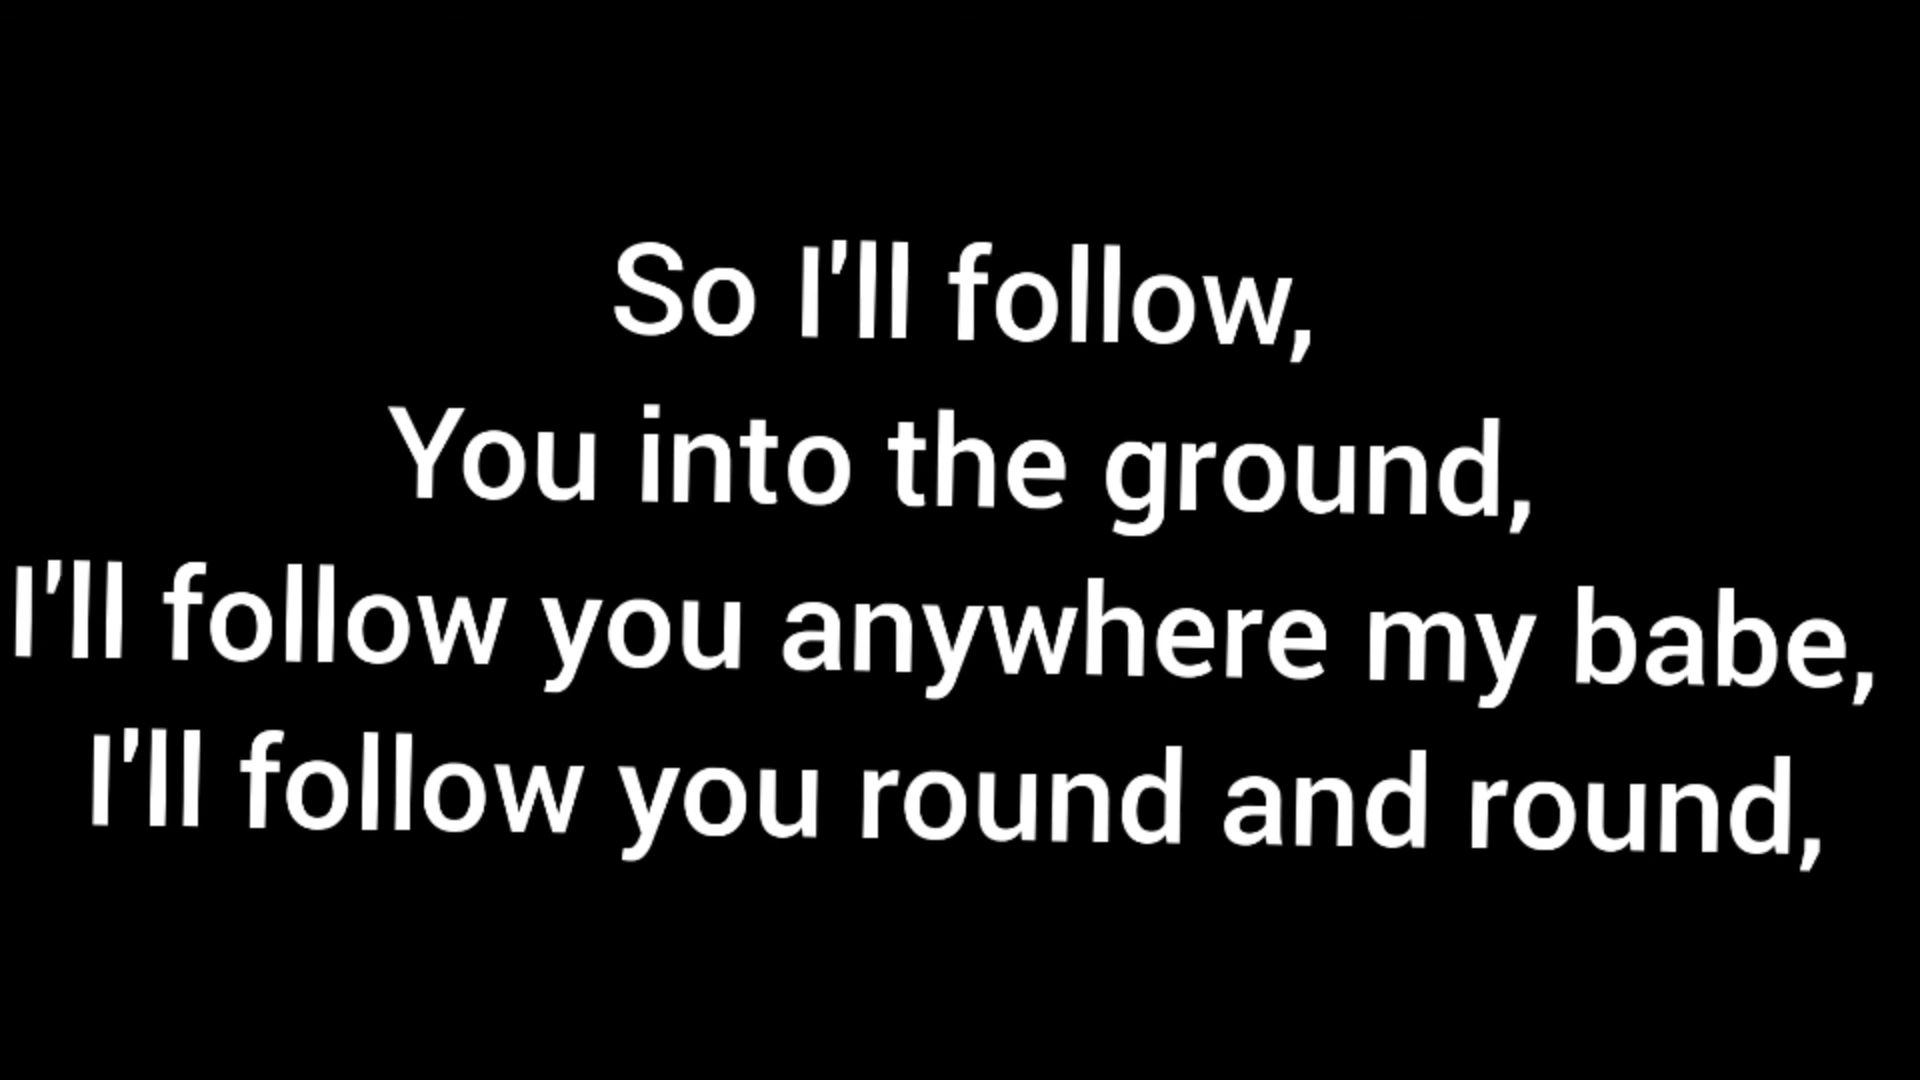 So I'll follow,
You into the ground,
I'll follow you anywhere my babe,
I'll follow you round and round,